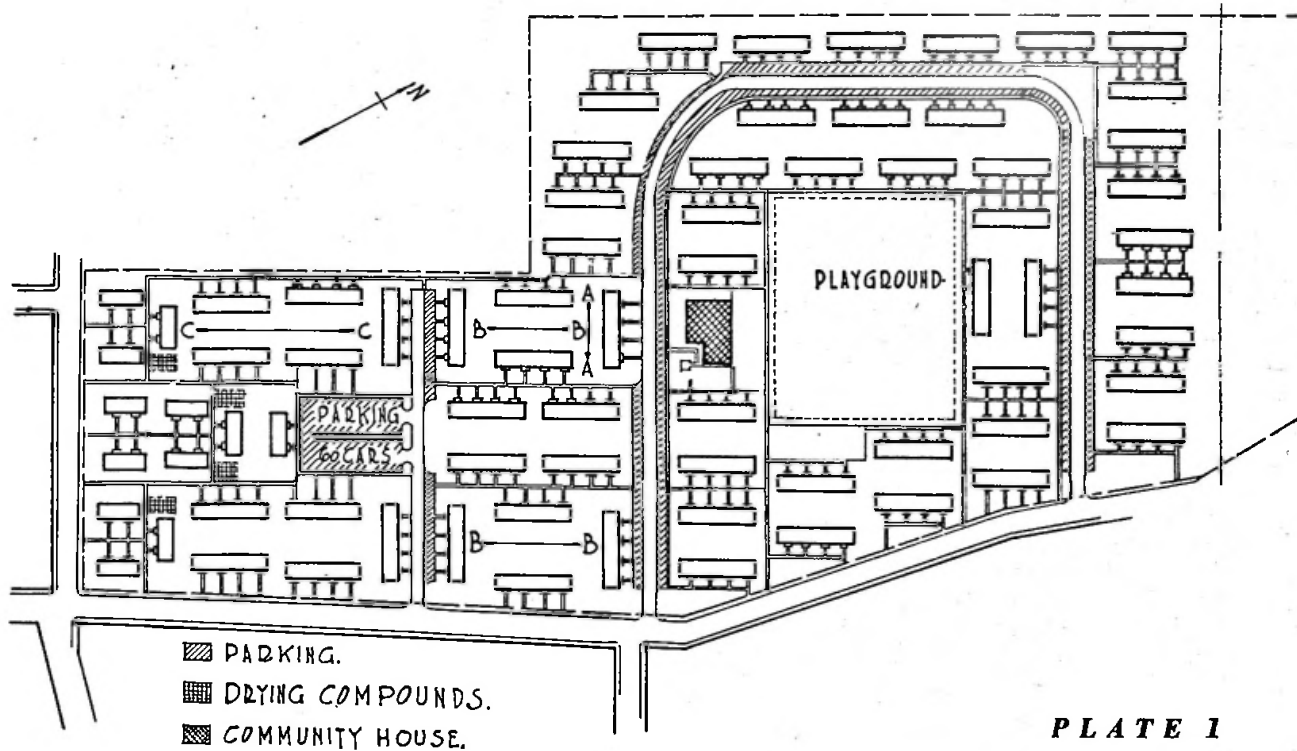 N
PLAYGROUND
A
C C B B
A
PARKING
60 CARS
B B
PARKING.
DRYING COMPOUNDS.
COMMUNITY HOUSE.
PLATE 1